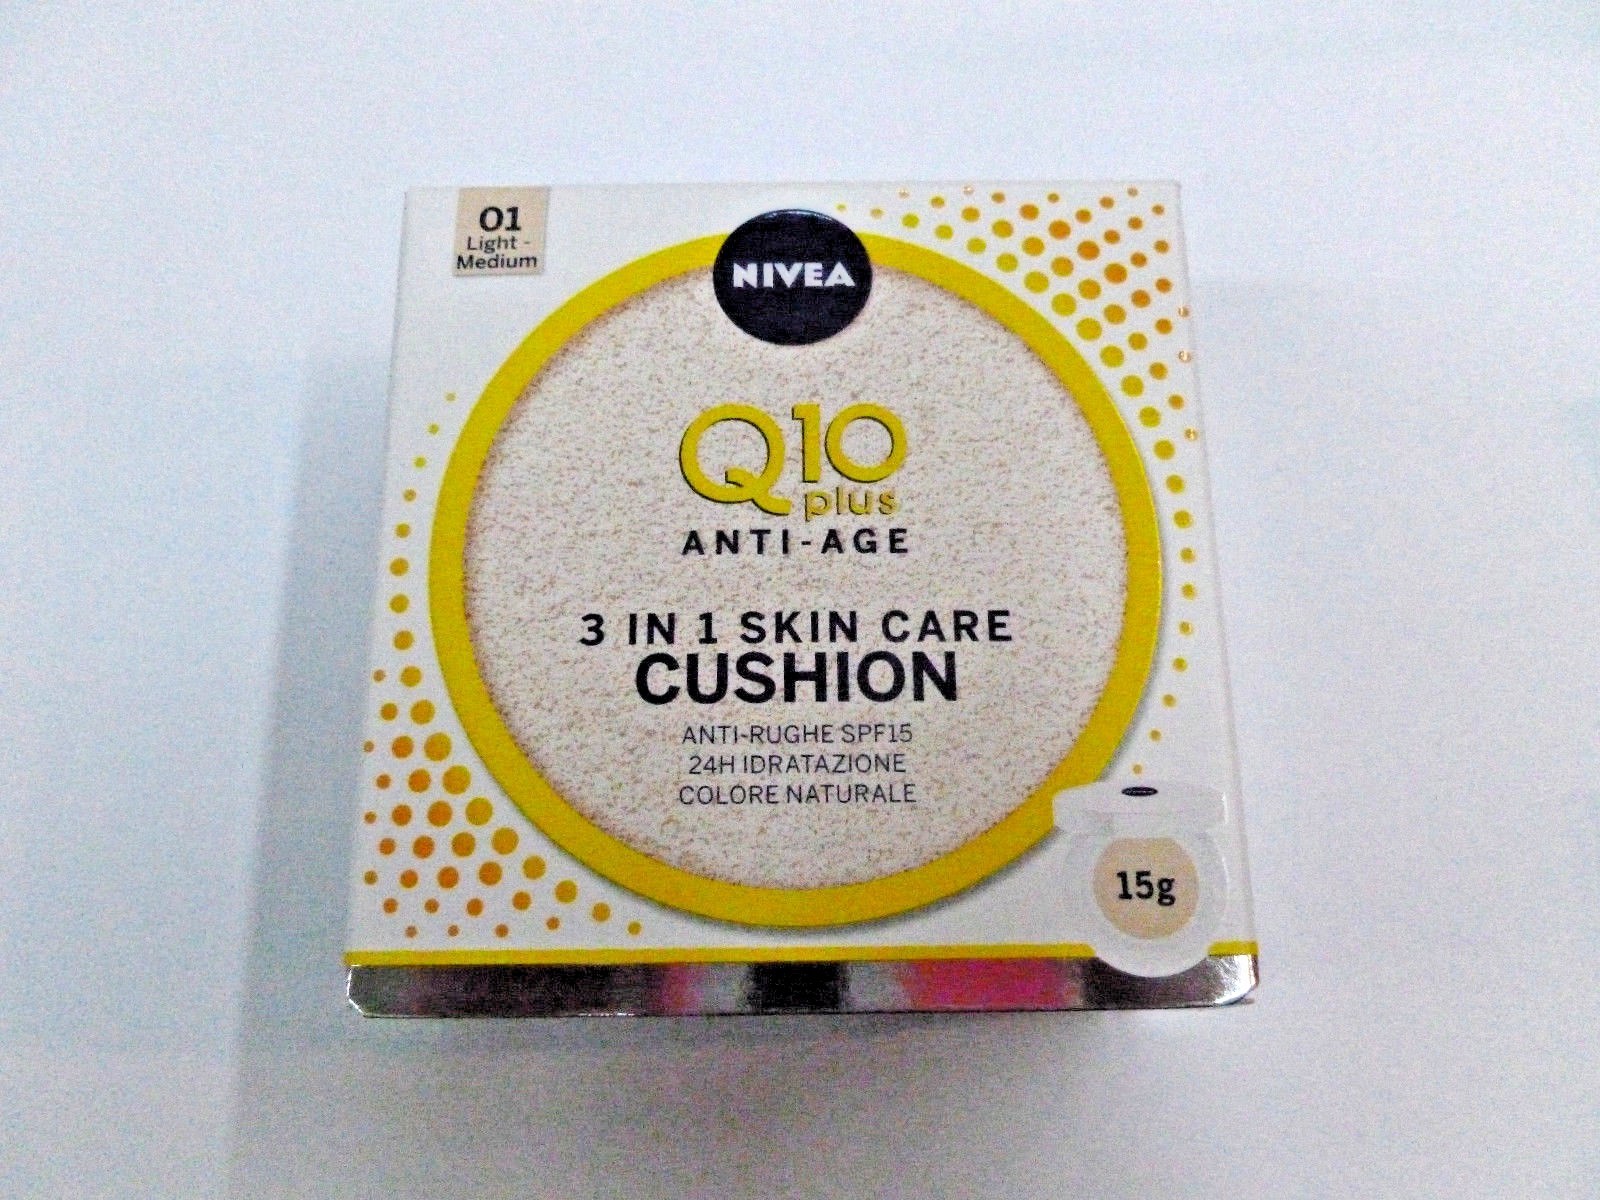 01
Light -
Medium
NIVEA
Q10
plus
ANTI-AGE
3 IN 1 SKIN CARE
CUSHION
ANTI-RUGHE SPF15
24H IDRATAZIONE
COLORE NATURALE
15g